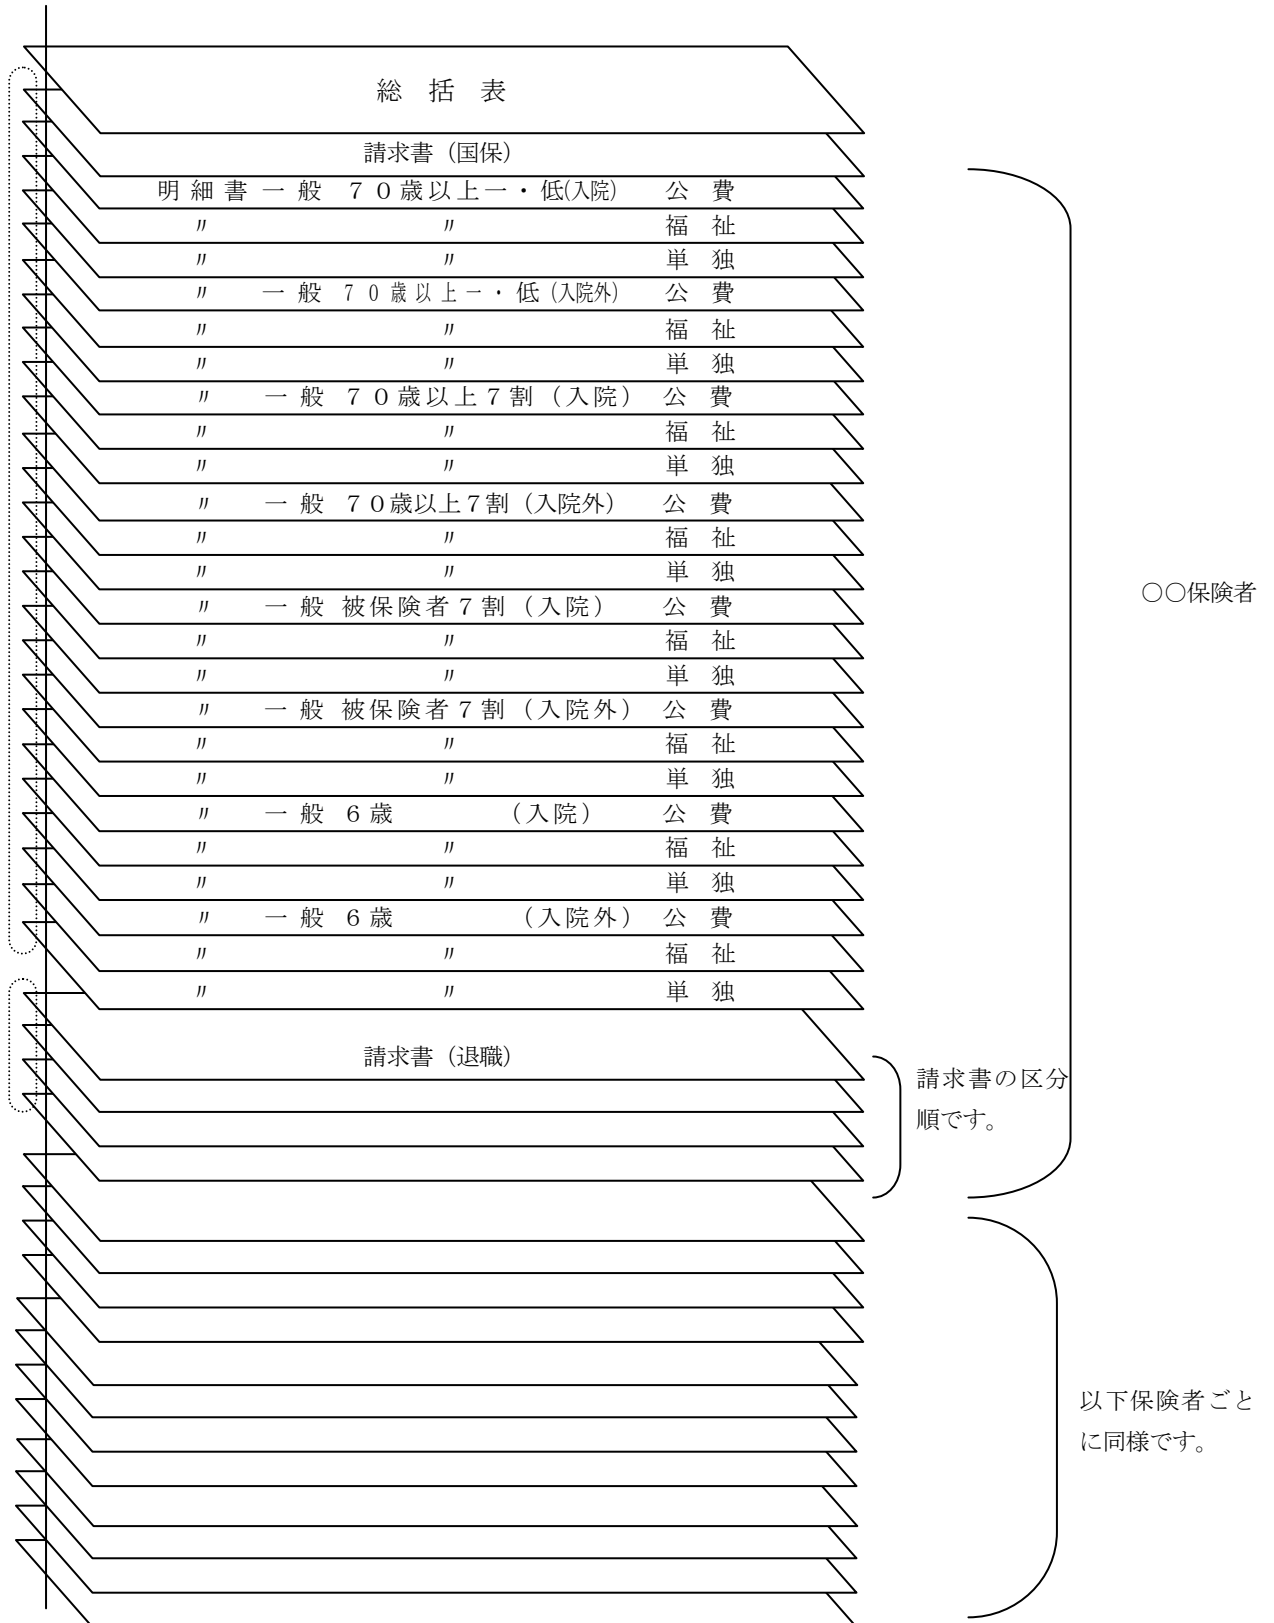 総括表
請求書（国保）
明細書 一般 ７０歳以上一・低(入院) 公費
〃 〃 福祉
〃 〃 単独
〃 一般 ７０歳以上一・低（入院外） 公費
〃 〃 福祉
〃 〃 単独
〃 一般 ７０歳以上７割（入院） 公費
〃 〃 福祉
〃 〃 単独
〃 一般 ７０歳以上７割（入院外） 公費
〃 〃 福祉
〃 〃 単独
〃 一般 被保険者７割（入院） 公費
〃 〃 福祉
〃 〃 単独
〃 一般 被保険者７割（入院外） 公費
〃 〃 福祉
〃 〃 単独
〃 一般 ６歳 （入院） 公費
〃 〃 福祉
〃 〃 単独
〃 一般 ６歳 （入院外） 公費
〃 〃 福祉
〃 〃 単独
請求書（退職）
請求書の区分
順です。
○○保険者
以下保険者ごと
に同様です。